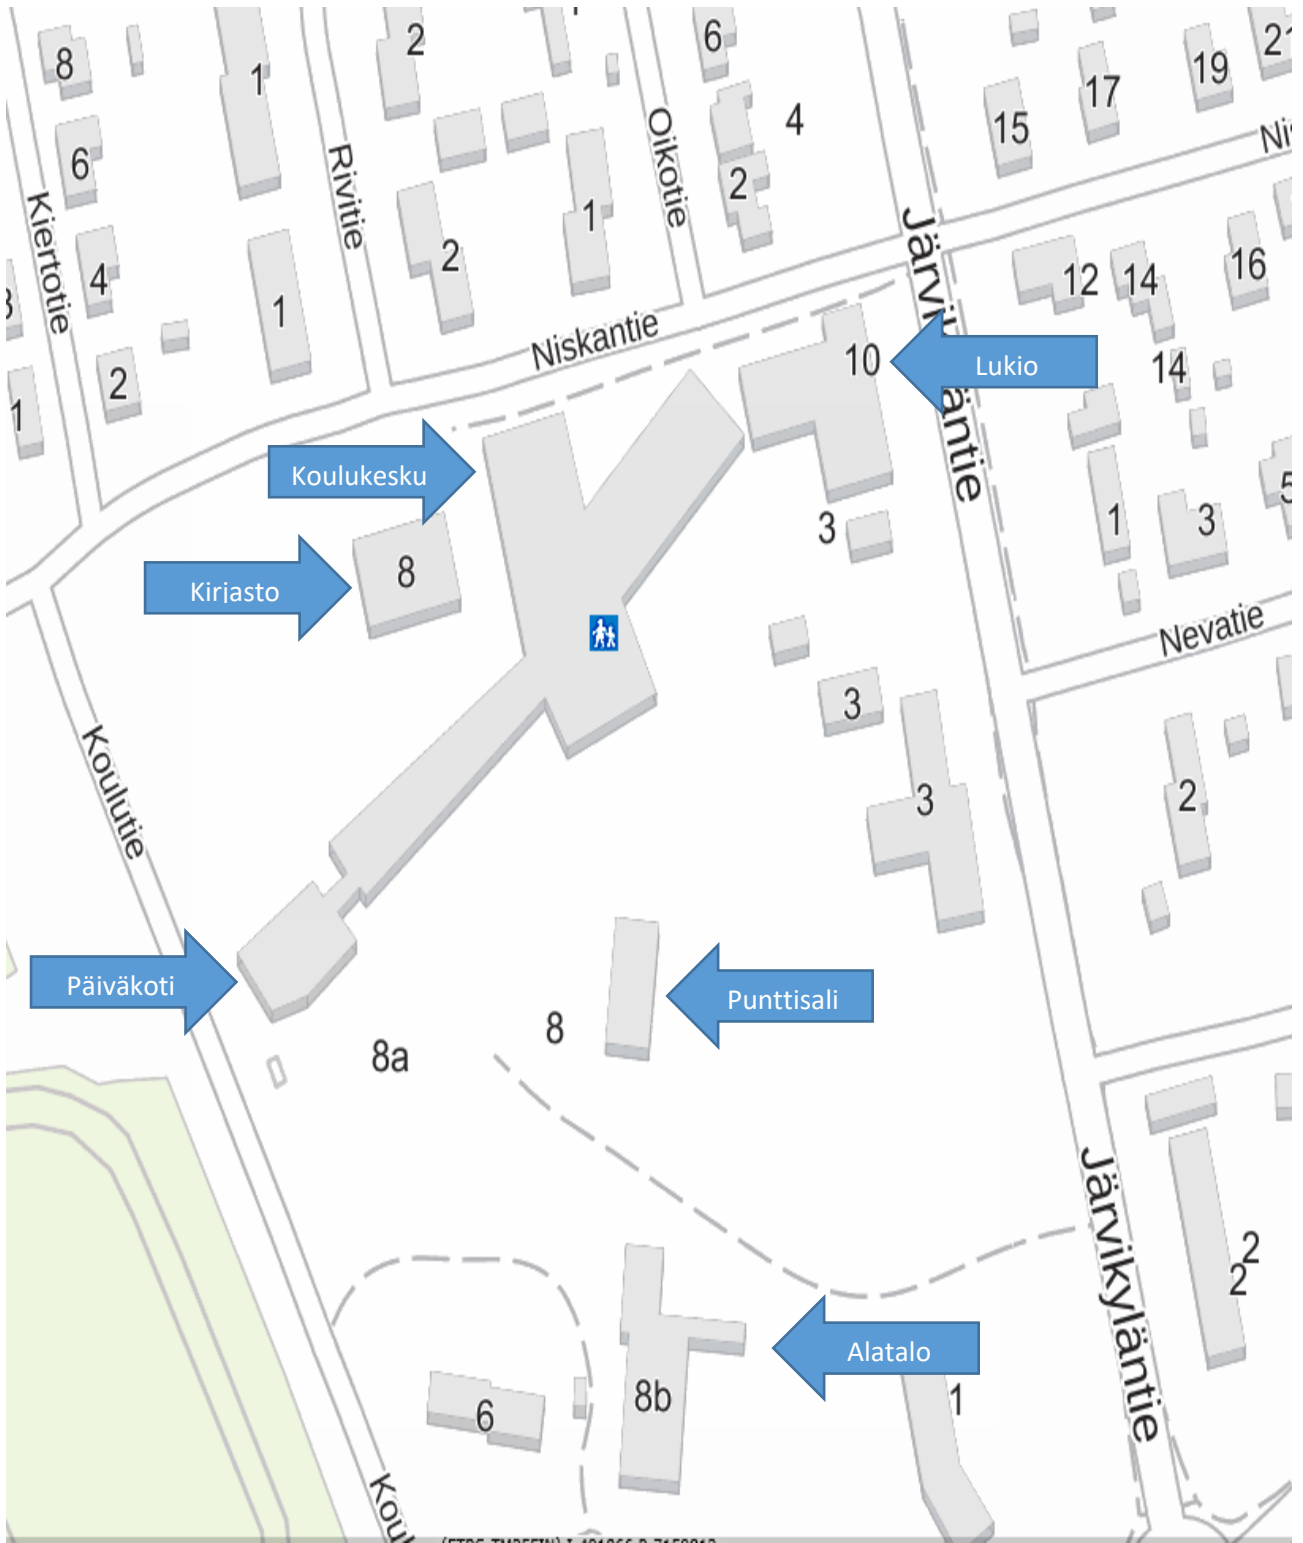 8
1
2
6
4
15
17
19
21
6
Kiertotie
Rivitie
2
1
Oikotie
2
Järvikyläntie
4
1
12
14
16
2
1
Niskantie
10
Lukio
14
Koulukesku
Kirjasto
8
3
1
3
5
Nevatie
3
3
2
Koulutie
Päiväkoti
Punttisali
8
8a
Järvikyläntie
2
2
Alatalo
6
8b
1